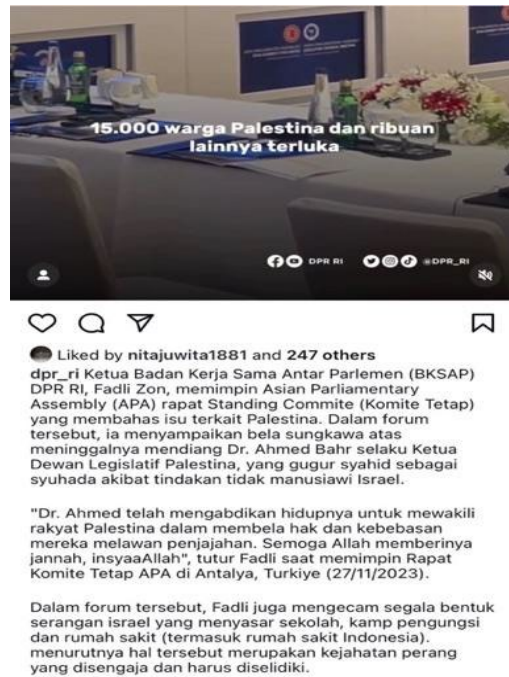 15.000 warga Palestina dan ribuan
lainnya terluka
DPR RI
@DPR_RI
Liked by nitajuwita1881 and 247 others
dpr_ri Ketua Badan Kerja Sama Antar Parlemen (BKSAP)
DPR RI, Fadli Zon, memimpin Asian Parliamentary
Assembly (APA) rapat Standing Commite (Komite Tetap)
yang membahas isu terkait Palestina. Dalam forum
tersebut, ia menyampaikan bela sungkawa atas
meninggalnya mendiang Dr. Ahmed Bahr selaku Ketua
Dewan Legislatif Palestina, yang gugur syahid sebagai
syuhada akibat tindakan tidak manusiawi Israel.
"Dr. Ahmed telah mengabdikan hidupnya untuk mewakili
rakyat Palestina dalam membela hak dan kebebasan
mereka melawan penjajahan. Semoga Allah memberinya
jannah, insyaaAllah", tutur Fadli saat memimpin Rapat
Komite Tetap APA di Antalya, Turkiye (27/11/2023).
Dalam forum tersebut, Fadli juga mengecam segala bentuk
serangan israel yang menyasar sekolah, kamp pengungsi
dan rumah sakit (termasuk rumah sakit Indonesia).
menurutnya hal tersebut merupakan kejahatan perang
yang disengaja dan harus diselidiki.